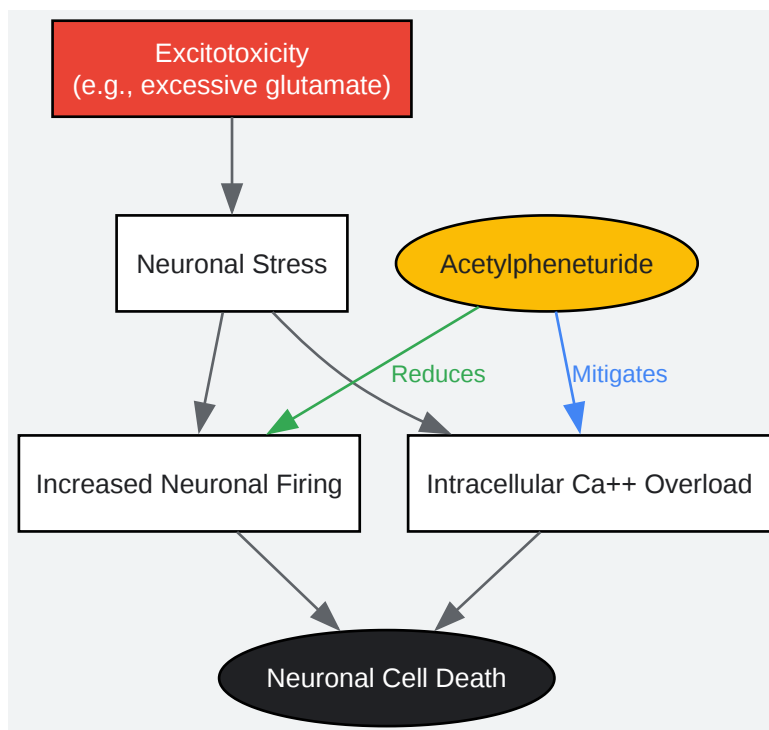 Excitotoxicity
(e.g., excessive glutamate)
Neuronal Stress
Acetylpheneturide
Reduces
Mitigates
Increased Neuronal Firing
Intracellular Ca++ Overload
Neuronal Cell Death